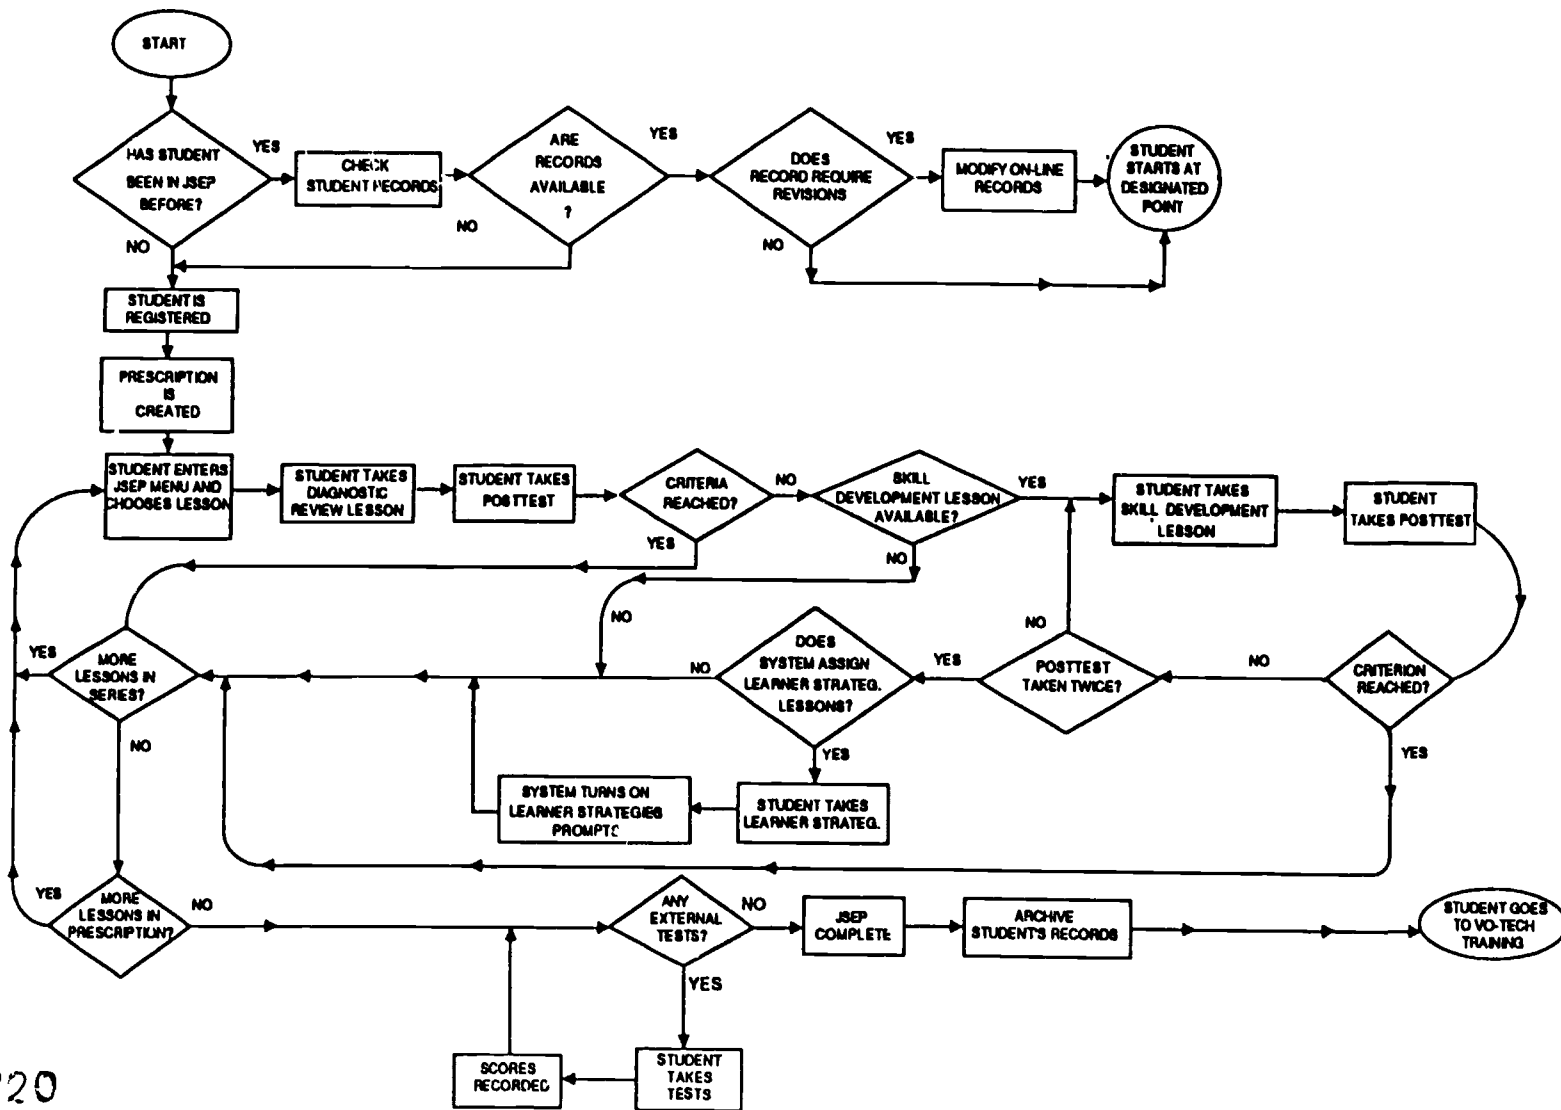 START
HAS STUDENT
BEEN IN JSEP
BEFORE?
YES
NO
CHECK
STUDENT RECORDS
ARE
RECORDS
AVAILABLE
?
YES
NO
DOES
RECORD REQUIRE
REVISIONS
YES
NO
MODIFY ON-LINE
RECORDS
STUDENT
STARTS AT
DESIGNATED
POINT
STUDENT IS
REGISTERED
PRESCRIPTION
IS
CREATED
STUDENT ENTERS
JSEP MENU AND
CHOOSES LESSON
STUDENT TAKES
DIAGNOSTIC
REVIEW LESSON
STUDENT TAKES
POSTTEST
CRITERIA
REACHED?
NO
YES
SKILL
DEVELOPMENT LESSON
AVAILABLE?
YES
NO
STUDENT TAKES
SKILL DEVELOPMENT
LESSON
STUDENT
TAKES POSTTEST
NO
NO
MORE
LESSONS IN
SERIES?
YES
NO
DOES
SYSTEM ASSIGN
LEARNER STRATEG.
LESSONS?
NO
YES
YES
POSTTEST
TAKEN TWICE?
NO
CRITERION
REACHED?
YES
SYSTEM TURNS ON
LEARNER STRATEGIES
PROMPTS
STUDENT TAKES
LEARNER STRATEG.
YES
MORE
LESSONS IN
PRESCRIPTION?
NO
ANY
EXTERNAL
TESTS?
NO
YES
JSEP
COMPLETE
ARCHIVE
STUDENT'S RECORDS
STUDENT GOES
TO VO-TECH
TRAINING
SCORES
RECORDED
STUDENT
TAKES
TESTS
20